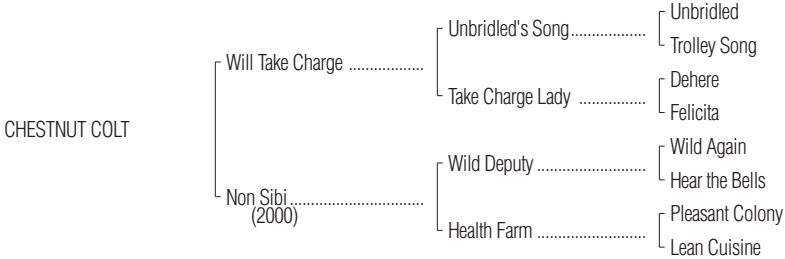 Unbridled
Unbridled's Song..................
Trolley Song
Will Take Charge ..................
Dehere
Take Charge Lady ................
Felicita
CHESTNUT COLT
Wild Again
Wild Deputy ..........................
Hear the Bells
Non Sibi................................
(2000)
Pleasant Colony
Health Farm ..........................
Lean Cuisine